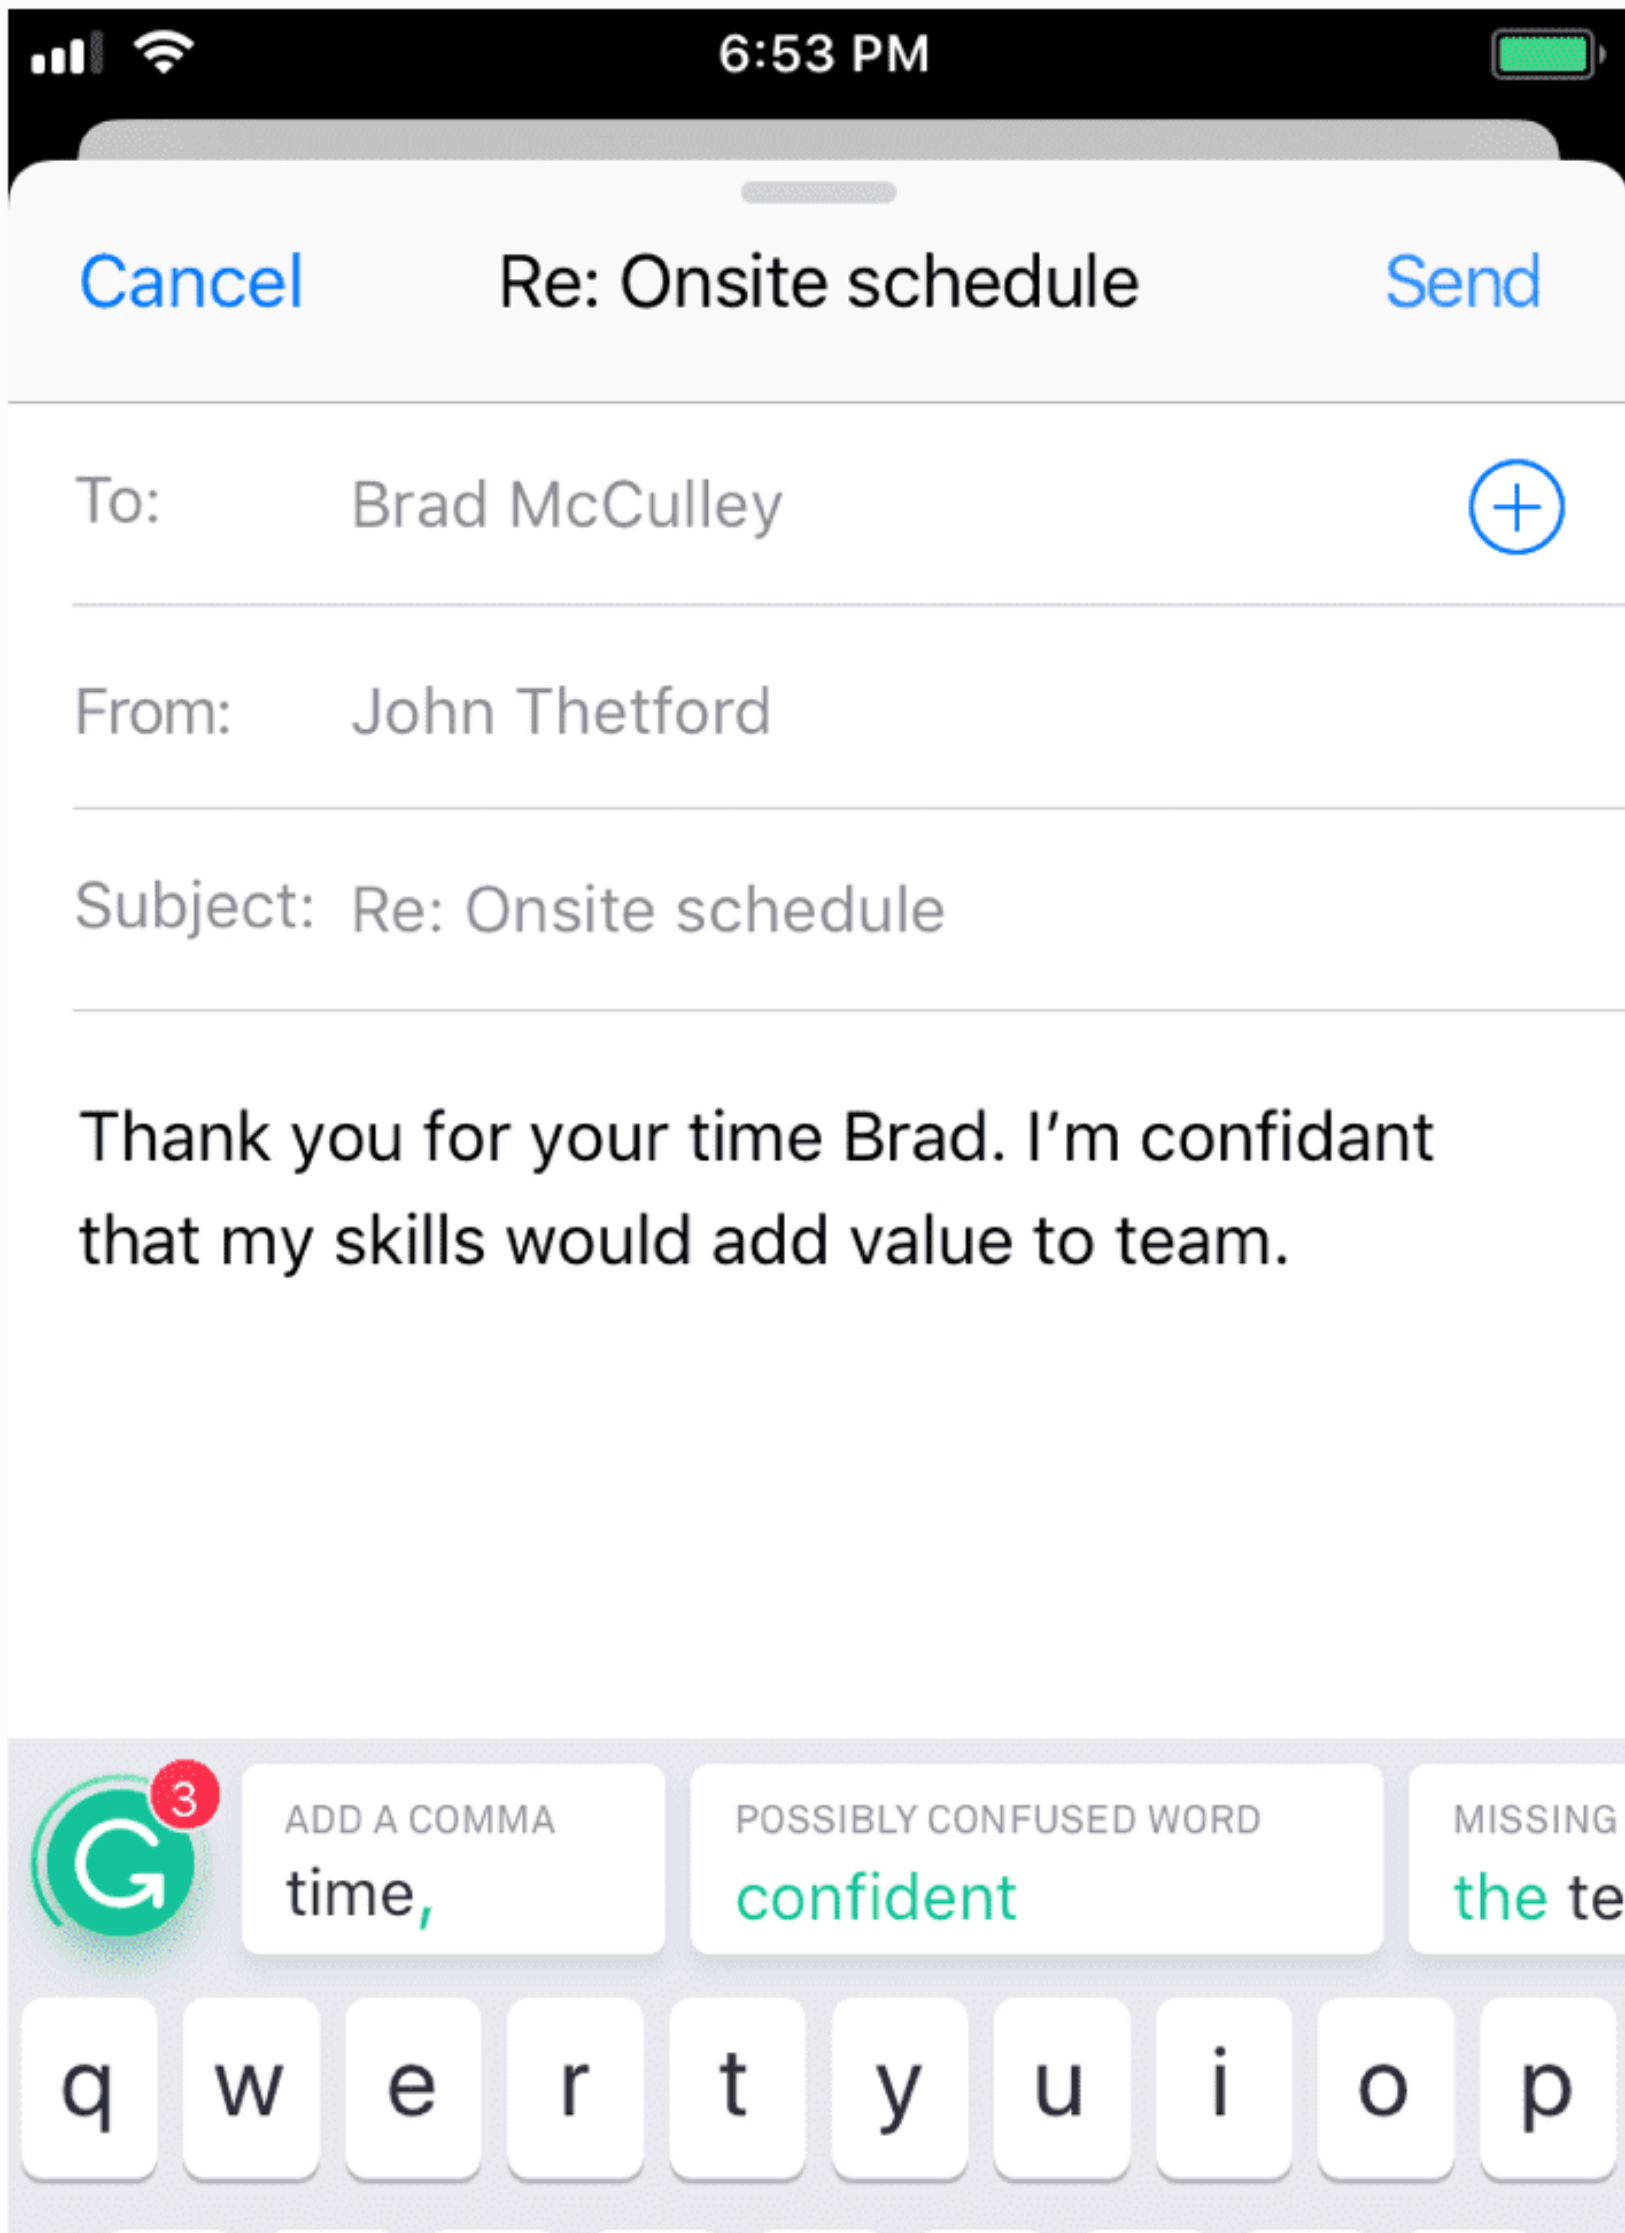 6:53 PM
Cancel Re: Onsite schedule Send
To: Brad McCulley
From: John Thetford
Subject: Re: Onsite schedule
Thank you for your time Brad. I’m confidant
that my skills would add value to team.
3
ADD A COMMA POSSIBLY CONFUSED WORD MISSING
time, confident the te
q w e r t y u i o p